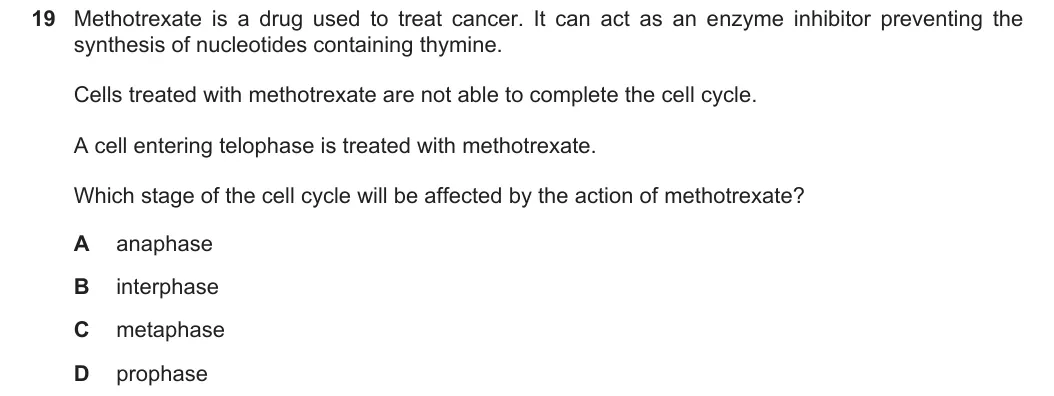 19 Methotrexate is a drug used to treat cancer. It can act as an enzyme inhibitor preventing the
synthesis of nucleotides containing thymine.
Cells treated with methotrexate are not able to complete the cell cycle.
A cell entering telophase is treated with methotrexate.
Which stage of the cell cycle will be affected by the action of methotrexate?
A anaphase
B interphase
C metaphase
D prophase